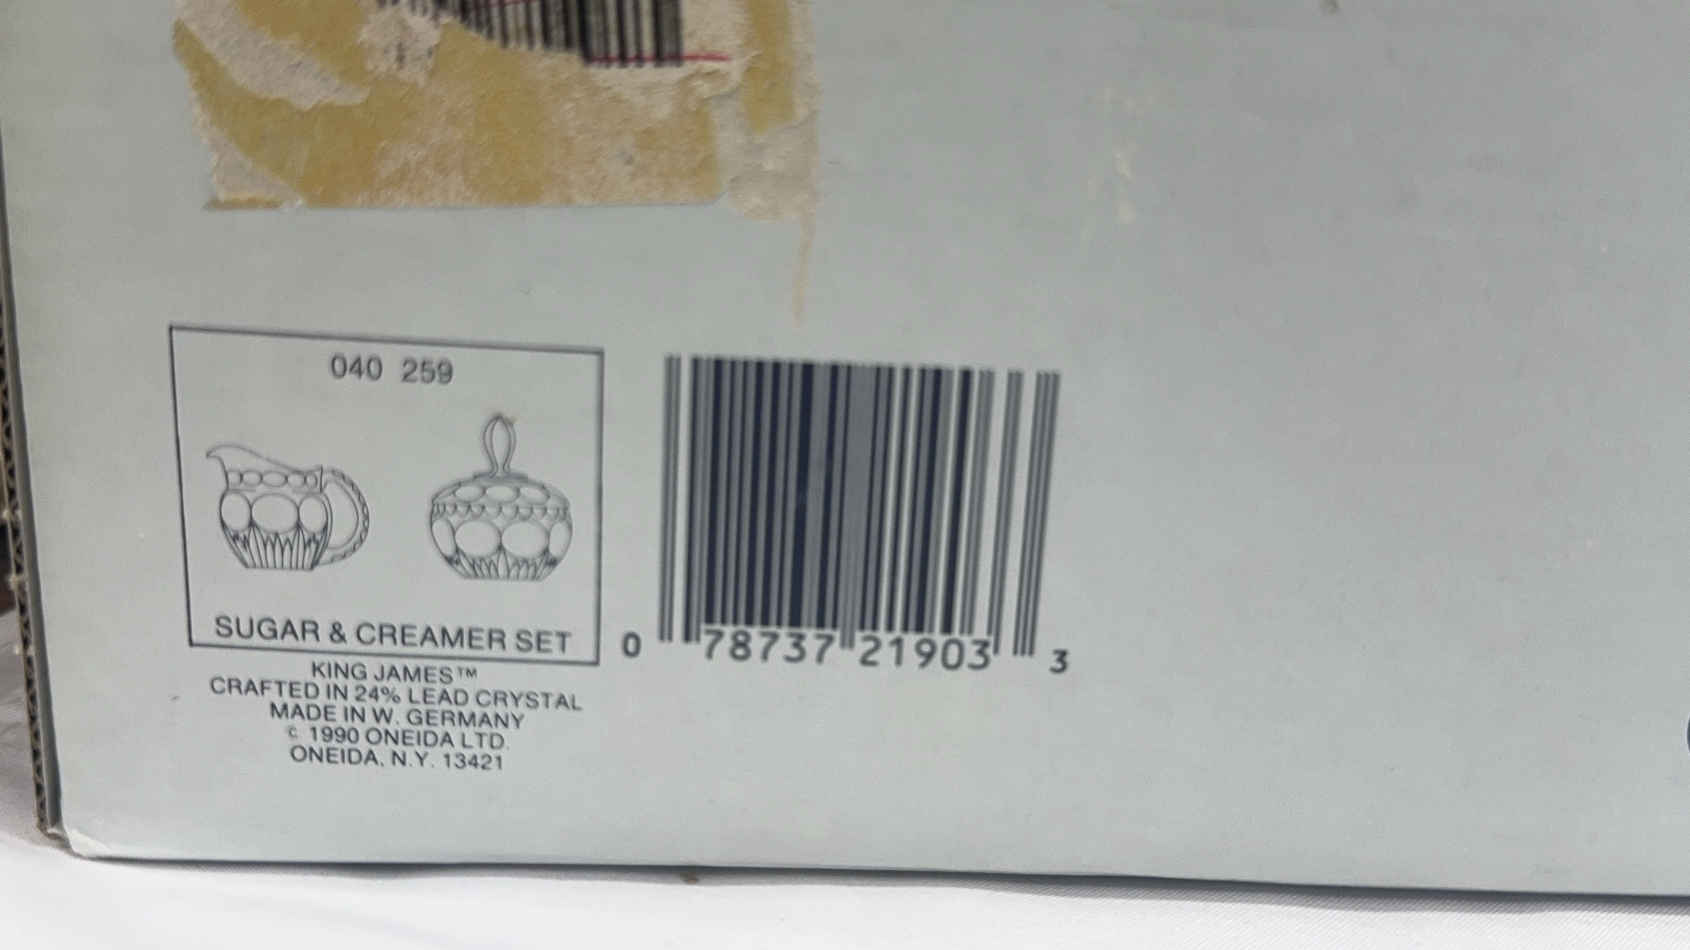 040 259
SUGAR & CREAMER SET
KING JAMES™
CRAFTED IN 24% LEAD CRYSTAL
MADE IN W. GERMANY
© 1990 ONEIDA LTD.
ONEIDA, N.Y. 13421
0 78737 21903 3